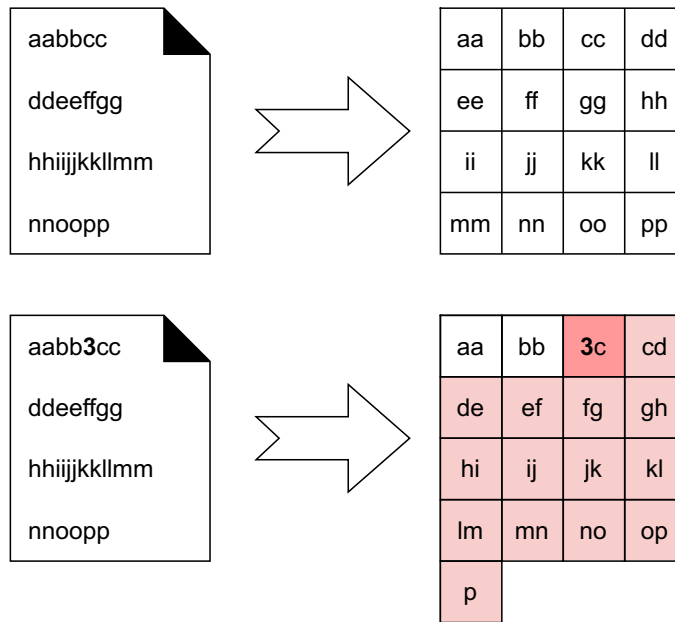 aabbcc
ddeeffgg
hhiijjkkllmm
nnoopp
aa bb cc dd
ee ff gg hh
ii jj kk ll
mm nn oo pp
aabb3cc
ddeeffgg
hhiijjkkllmm
nnoopp
aa bb 3c cd
de ef fg gh
hi ij jk kl
lm mn no op
p